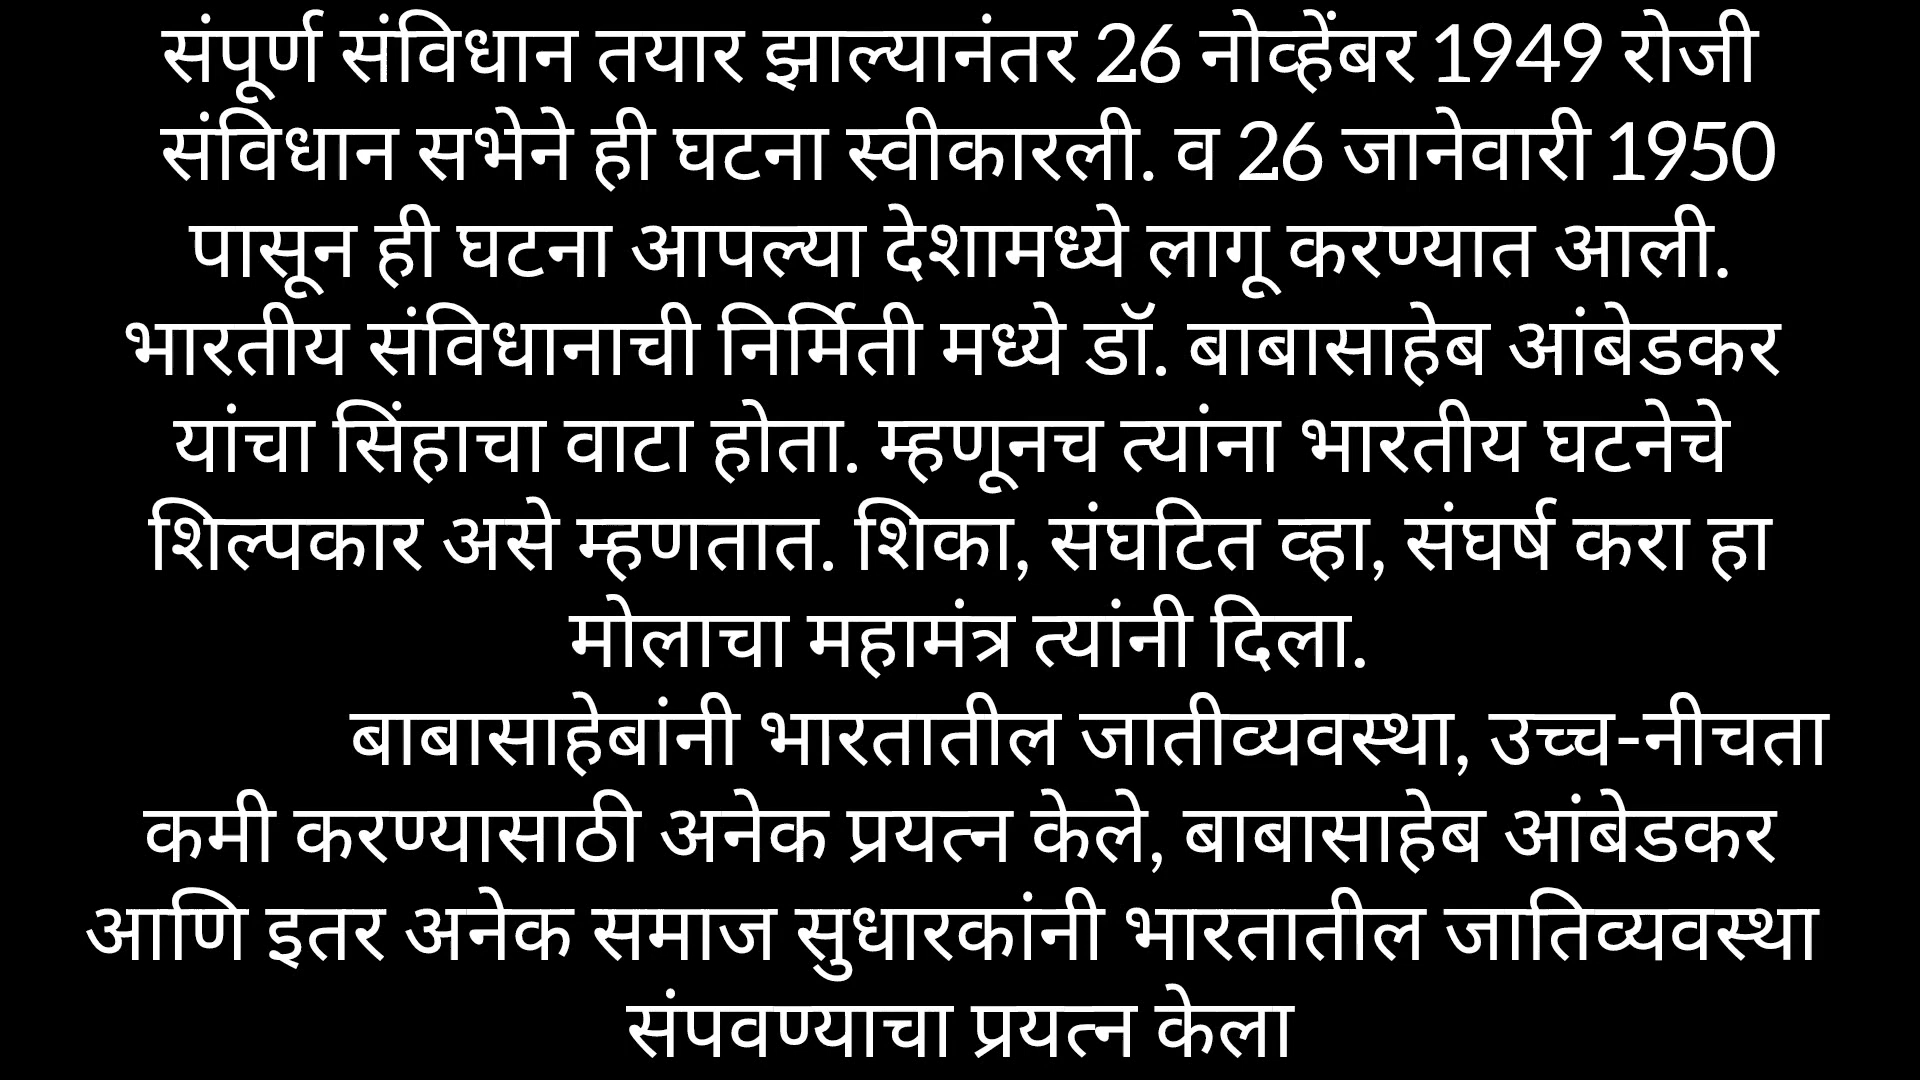 संपूर्ण संविधान तयार झाल्यानंतर 26 नोव्हेंबर 1949 रोजी
संविधान सभेने ही घटना स्वीकारली. व 26 जानेवारी 1950
पासून ही घटना आपल्या देशामध्ये लागू करण्यात आली.
भारतीय संविधानाची निर्मिती मध्ये डॉ. बाबासाहेब आंबेडकर
यांचा सिंहाचा वाटा होता. म्हणूनच त्यांना भारतीय घटनेचे
शिल्पकार असे म्हणतात. शिका, संघटित व्हा, संघर्ष करा हा
मोलाचा महामंत्र त्यांनी दिला.
बाबासाहेबांनी भारतातील जातीव्यवस्था, उच्च-नीचता
कमी करण्यासाठी अनेक प्रयत्न केले, बाबासाहेब आंबेडकर
आणि इतर अनेक समाज सुधारकांनी भारतातील जातिव्यवस्था
संपवण्याचा प्रयत्न केला